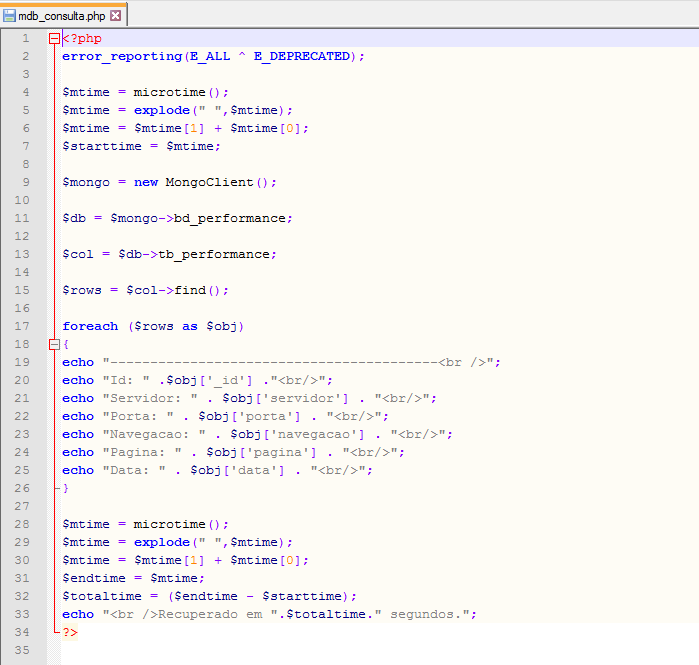 mdb_consulta.php
1 <?php
2 error_reporting(E_ALL ^ E_DEPRECATED);
3
4 $mtime = microtime();
5 $mtime = explode(" ",$mtime);
6 $mtime = $mtime[1] + $mtime[0];
7 $starttime = $mtime;
8
9 $mongo = new MongoClient();
10
11 $db = $mongo->bd_performance;
12
13 $col = $db->tb_performance;
14
15 $rows = $col->find();
16
17 foreach ($rows as $obj)
18 {
19 echo "-----------------------------------------<br />";
20 echo "Id: " .$obj['_id'] ."<br/>";
21 echo "Servidor: " . $obj['servidor'] . "<br/>";
22 echo "Porta: " . $obj['porta'] . "<br/>";
23 echo "Navegacao: " . $obj['navegacao'] . "<br/>";
24 echo "Pagina: " . $obj['pagina'] . "<br/>";
25 echo "Data: " . $obj['data'] . "<br/>";
26 }
27
28 $mtime = microtime();
29 $mtime = explode(" ",$mtime);
30 $mtime = $mtime[1] + $mtime[0];
31 $endtime = $mtime;
32 $totaltime = ($endtime - $starttime);
33 echo "<br />Recuperado em ".$totaltime." segundos.";
34 ?>
35